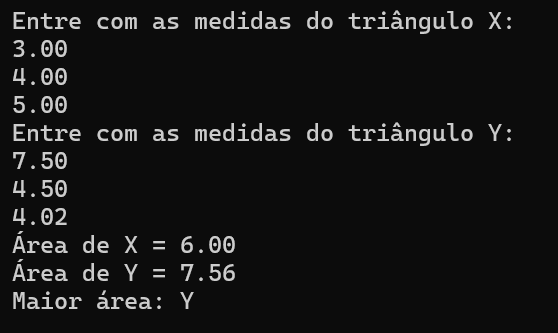 Entre com as medidas do triângulo X:
3.00
4.00
5.00
Entre com as medidas do triângulo Y:
7.50
4.50
4.02
Área de X = 6.00
Área de Y = 7.56
Maior área: Y